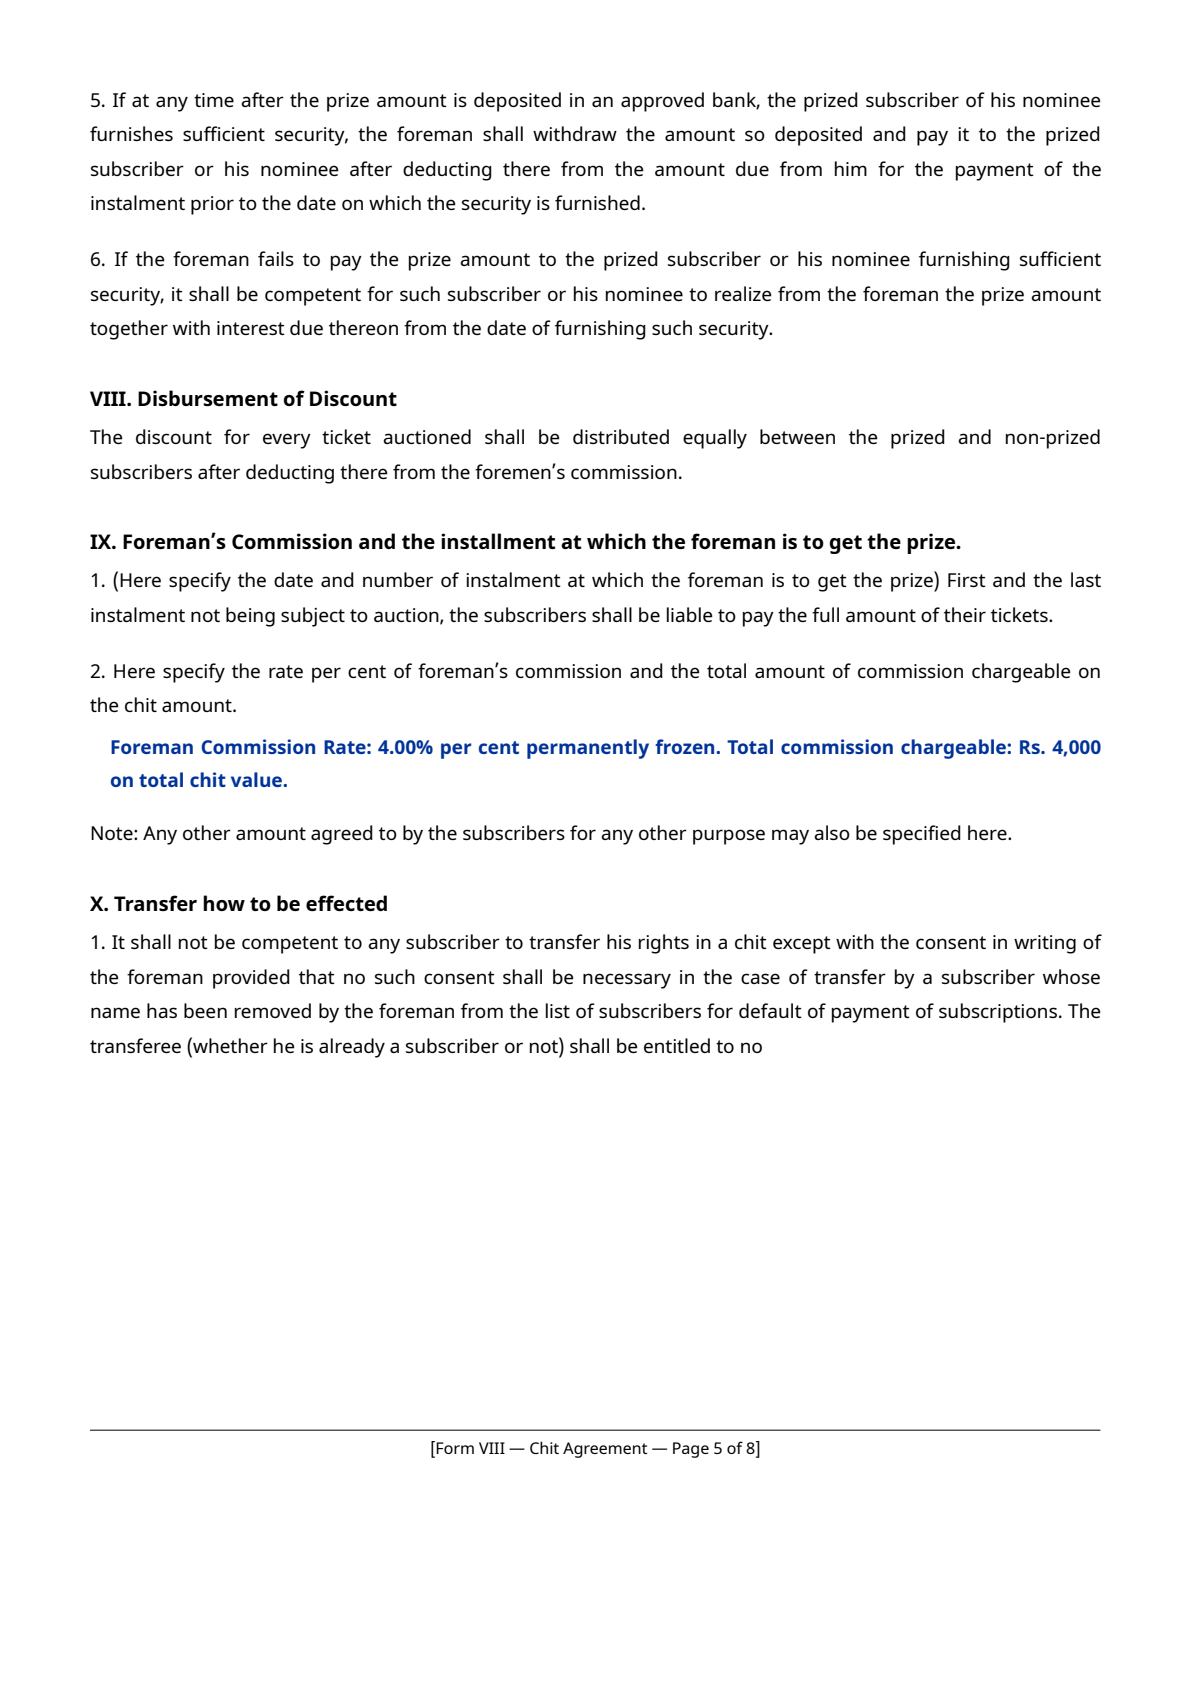 5. If at any time after the prize amount is deposited in an approved bank, the prized subscriber of his nominee
furnishes sufficient security, the foreman shall withdraw the amount so deposited and pay it to the prized
subscriber or his nominee after deducting there from the amount due from him for the payment of the
instalment prior to the date on which the security is furnished.
6. If the foreman fails to pay the prize amount to the prized subscriber or his nominee furnishing sufficient
security, it shall be competent for such subscriber or his nominee to realize from the foreman the prize amount
together with interest due thereon from the date of furnishing such security.
VIII. Disbursement of Discount
The discount for every ticket auctioned shall be distributed equally between the prized and non-prized
subscribers after deducting there from the foremen’s commission.
IX. Foreman’s Commission and the installment at which the foreman is to get the prize.
1. (Here specify the date and number of instalment at which the foreman is to get the prize) First and the last
instalment not being subject to auction, the subscribers shall be liable to pay the full amount of their tickets.
2. Here specify the rate per cent of foreman’s commission and the total amount of commission chargeable on
the chit amount.
Foreman Commission Rate: 4.00% per cent permanently frozen. Total commission chargeable: Rs. 4,000
on total chit value.
Note: Any other amount agreed to by the subscribers for any other purpose may also be specified here.
X. Transfer how to be effected
1. It shall not be competent to any subscriber to transfer his rights in a chit except with the consent in writing of
the foreman provided that no such consent shall be necessary in the case of transfer by a subscriber whose
name has been removed by the foreman from the list of subscribers for default of payment of subscriptions. The
transferee (whether he is already a subscriber or not) shall be entitled to no
[Form VIII — Chit Agreement — Page 5 of 8]